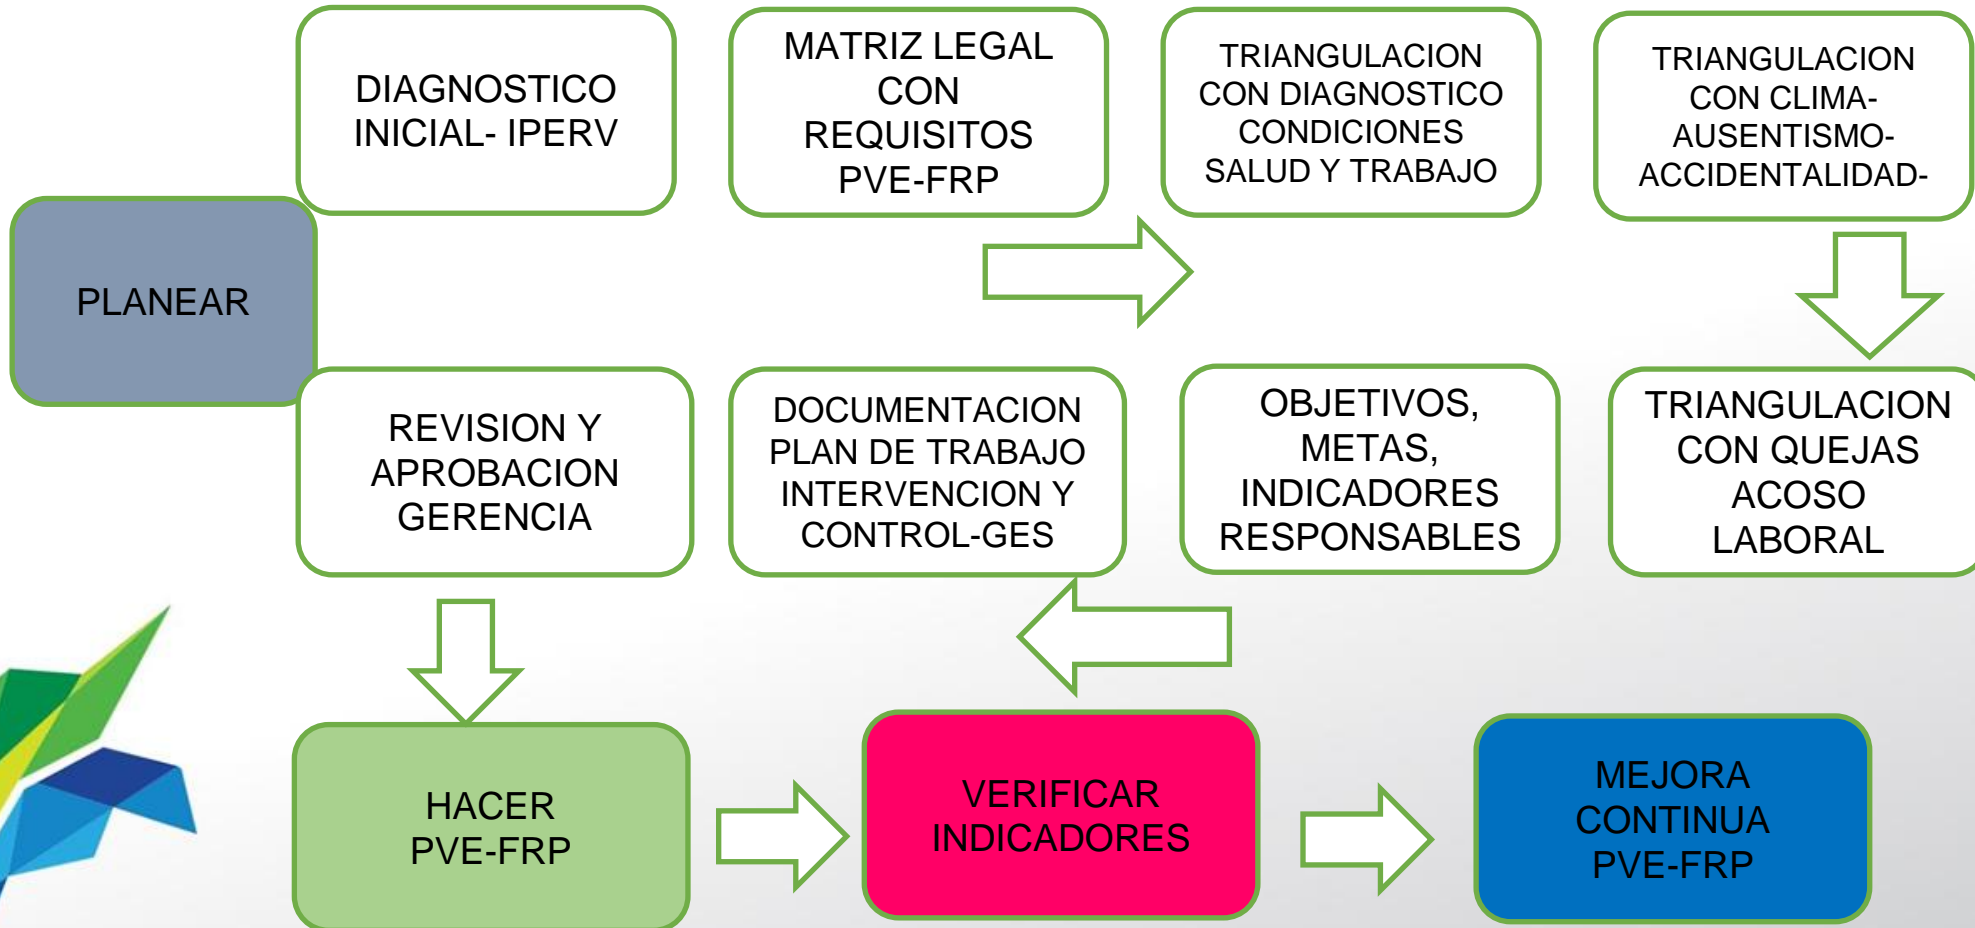 DIAGNOSTICO
INICIAL- IPERV
MATRIZ LEGAL
CON
REQUISITOS
PVE-FRP
TRIANGULACION
CON DIAGNOSTICO
CONDICIONES
SALUD Y TRABAJO
TRIANGULACION
CON CLIMA-
AUSENTISMO-
ACCIDENTALIDAD-
PLANEAR
REVISION Y
APROBACION
GERENCIA
DOCUMENTACION
PLAN DE TRABAJO
INTERVENCION Y
CONTROL-GES
OBJETIVOS,
METAS,
INDICADORES
RESPONSABLES
TRIANGULACION
CON QUEJAS
ACOSO
LABORAL
HACER
PVE-FRP
VERIFICAR
INDICADORES
MEJORA
CONTINUA
PVE-FRP